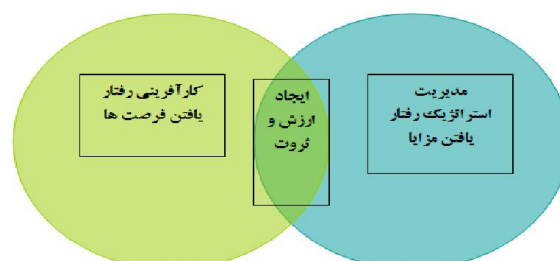 مدیریت
استراتژیک رفتار
یافتن مزایا
ایجاد
ارزش و
ثروت
کارآفرینی رفتار
یافتن فرصت ها